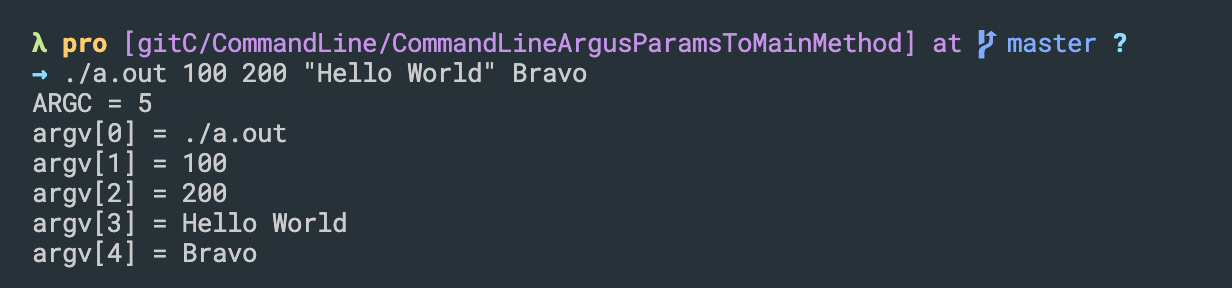 λ pro [gitC/CommandLine/CommandLineArgusParamsToMainMethod] at master ?
→ ./a.out 100 200 "Hello World" Bravo
ARGC = 5
argv[0] = ./a.out
argv[1] = 100
argv[2] = 200
argv[3] = Hello World
argv[4] = Bravo